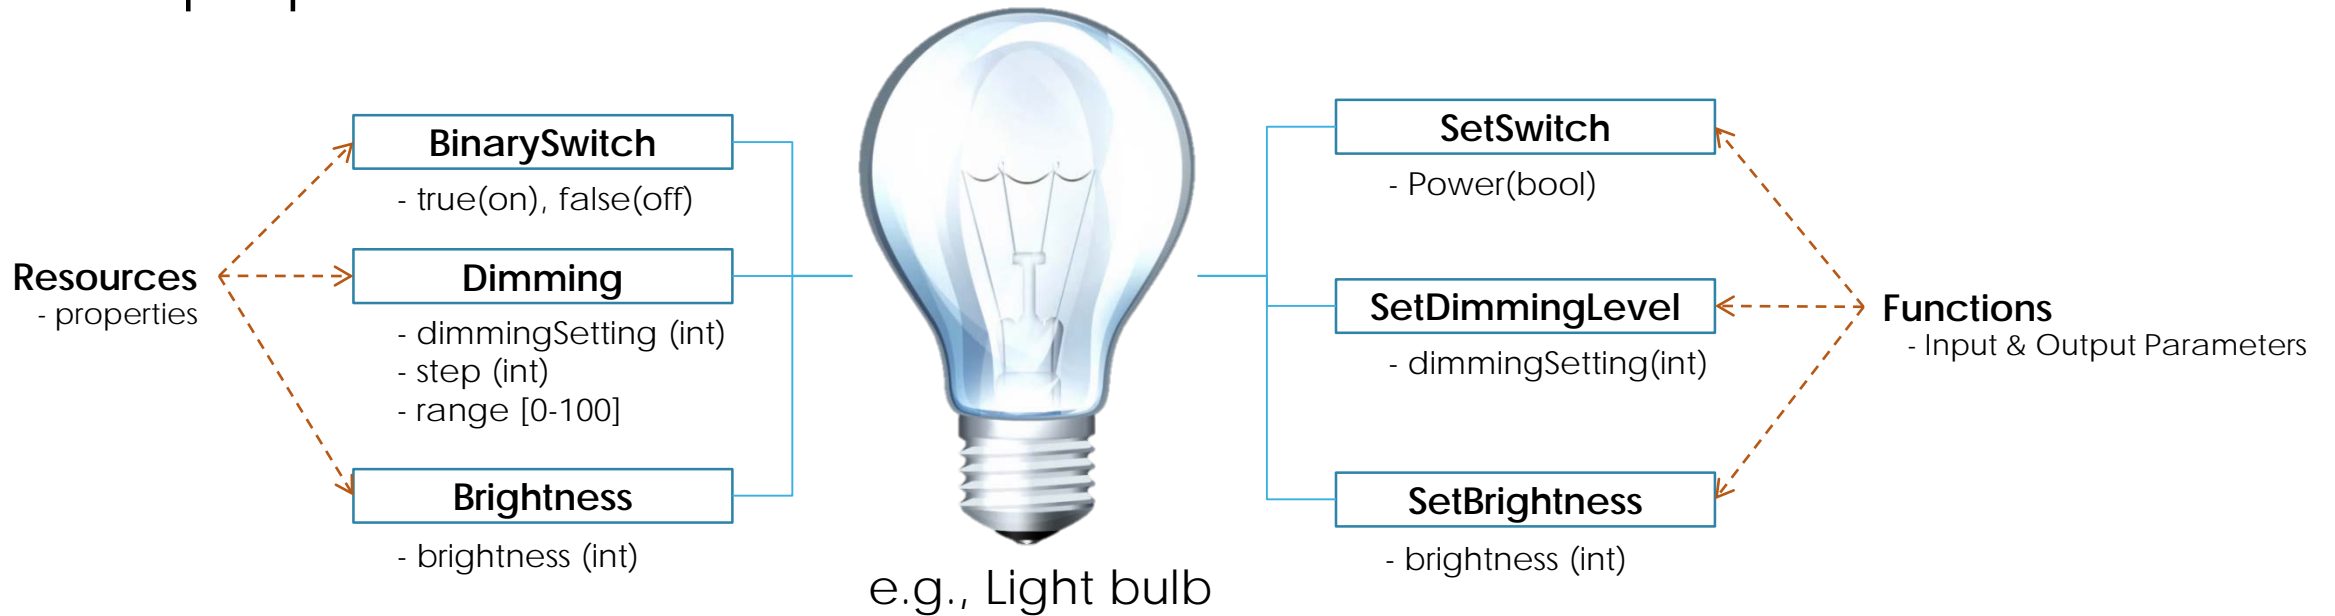 Resources
- properties
BinarySwitch
- true(on), false(off)
Dimming
- dimmingSetting (int)
- step (int)
- range [0-100]
Brightness
- brightness (int)
e.g., Light bulb
SetSwitch
- Power(bool)
SetDimmingLevel
- dimmingSetting(int)
SetBrightness
- brightness (int)
Functions
- Input & Output Parameters